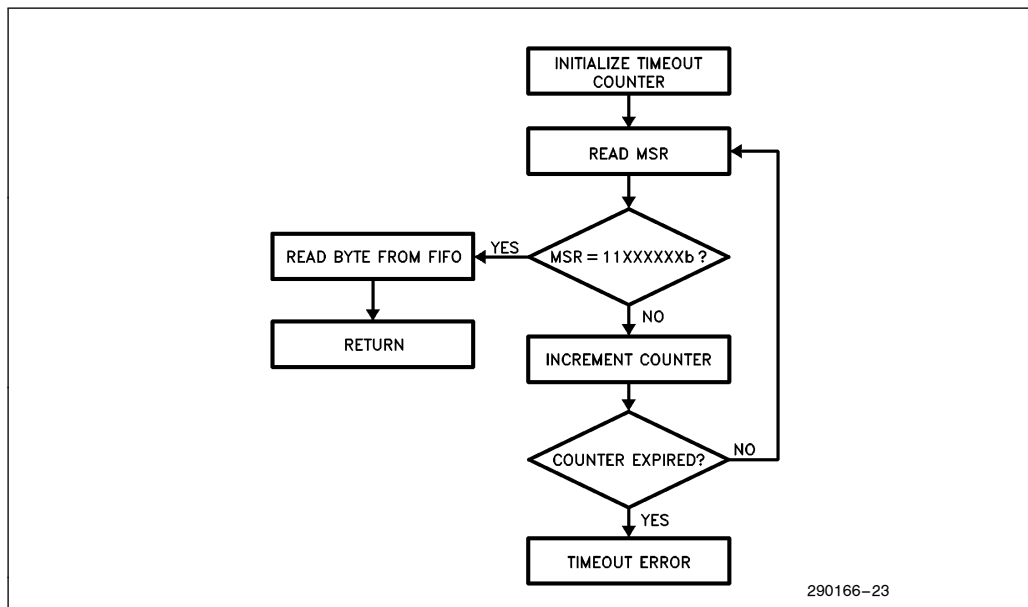 INITIALIZE TIMEOUT
COUNTER
READ MSR
MSR = 11XXXXXXb ?
YES
READ BYTE FROM FIFO
RETURN
NO
INCREMENT COUNTER
COUNTER EXPIRED?
NO
YES
TIMEOUT ERROR
290166–23